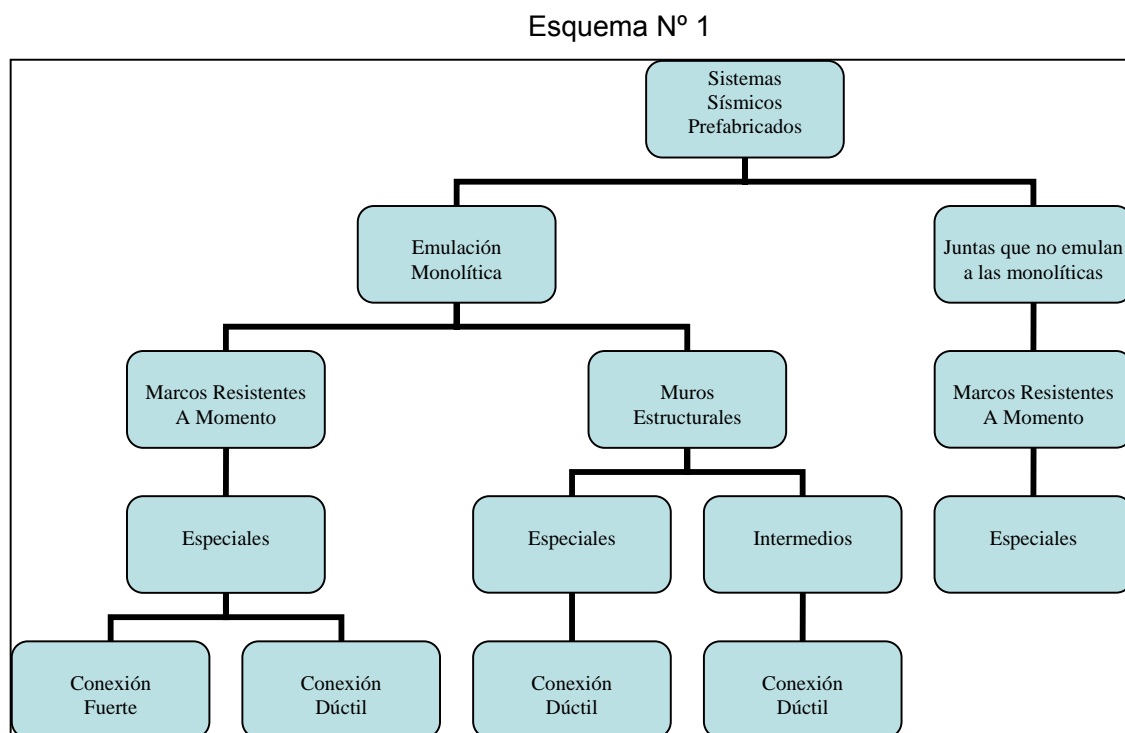 Esquema Nº 1
Sistemas
Sísmicos
Prefabricados
Emulación
Monolítica
Juntas que no emulan
a las monolíticas
Marcos Resistentes
A Momento
Muros
Estructurales
Marcos Resistentes
A Momento
Especiales
Especiales
Intermedios
Especiales
Conexión
Fuerte
Conexión
Dúctil
Conexión
Dúctil
Conexión
Dúctil